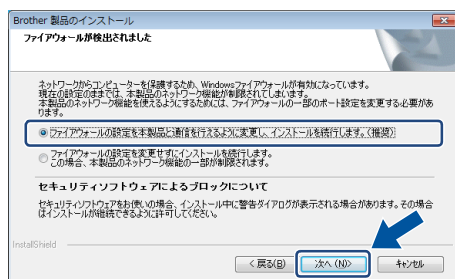 Brother 製品のインストール
ファイアウォールが検出されました
ネットワークからコンピューターを保護するため、Windowsファイアウォールが有効になっています。
現在の設定のままでは、本製品のネットワーク機能が制限されてしまいます。
本製品のネットワーク機能を使えるようにするためには、ファイアウォールの一部のポート設定を変更する必要があ
ります。
ファイアウォールの設定を本製品と通信を行えるように変更し、インストールを続行します。(推奨)
ファイアウォールの設定を変更せずにインストールを続行します。
この場合、本製品のネットワーク機能の一部が制限されます。
セキュリティソフトウェアによるブロックについて
セキュリティソフトウェアをお使いの場合、インストール中に警告ダイアログが表示される場合があります。その場合
はインストールが継続できるように許可してください。
InstallShield
< 戻る(B)
次へ (N)>
キャンセル